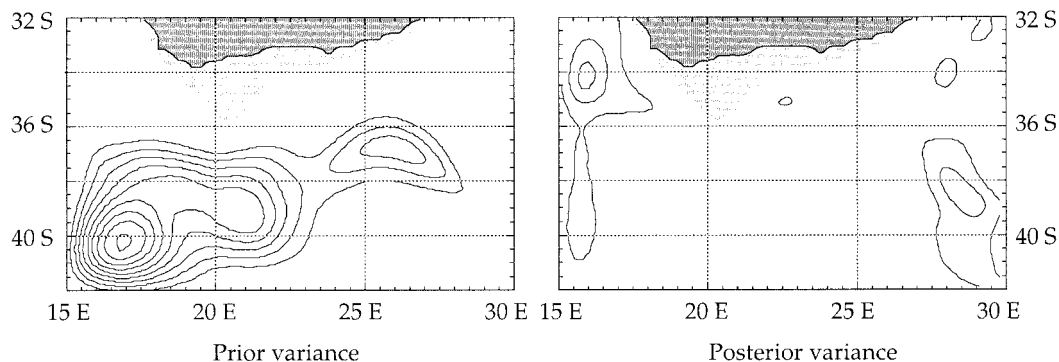 32 S
36 S
40 S
15 E 20 E 25 E 30 E
Prior variance
32 S
36 S
40 S
15 E 20 E 25 E 30 E
Posterior variance